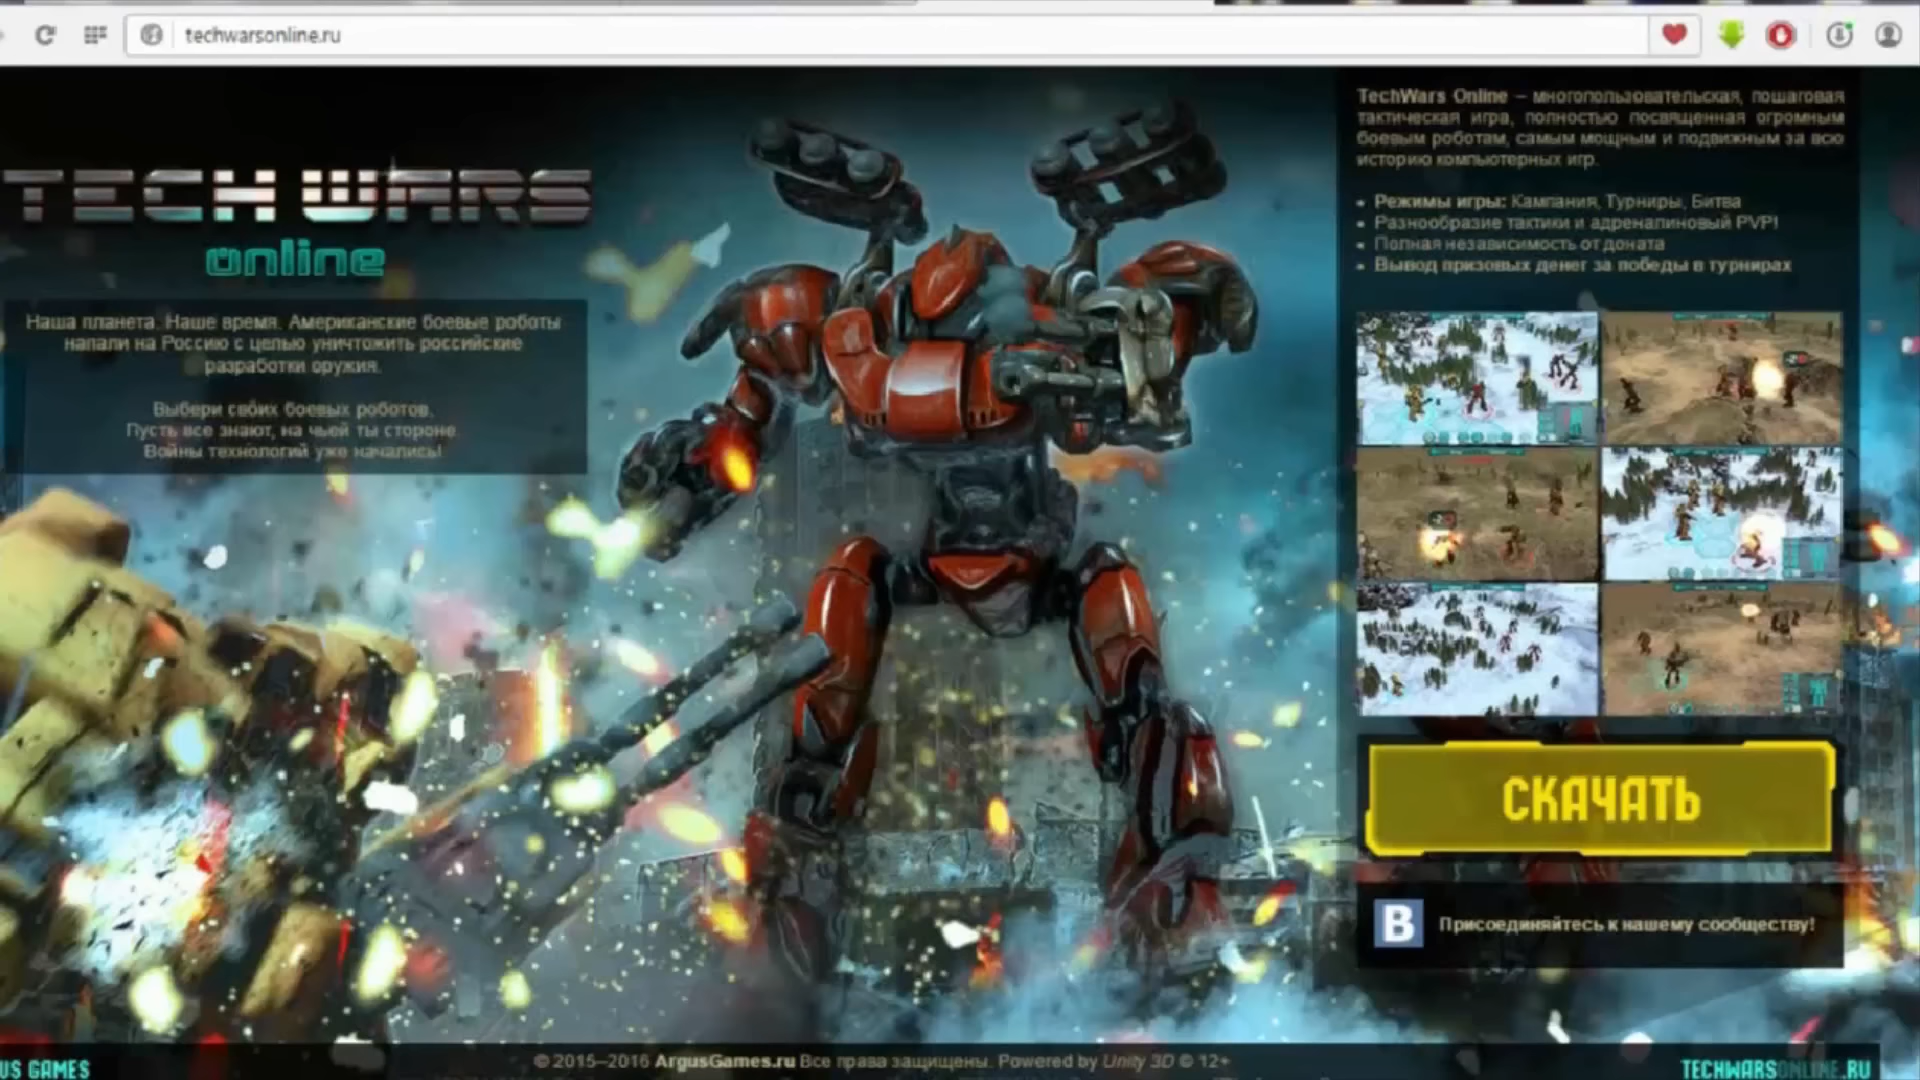 techwarsonline.ru
TECH WARS
online
Наша планета. Наше время. Американские боевые роботы
напали на Россию с целью уничтожить российские
разработки оружия.
Выбери своих боевых роботов.
Пусть все знают, на чьей ты стороне.
Войны технологий уже начались!
TechWars Online – многопользовательская, пошаговая
тактическая игра, полностью посвященная огромным
боевым роботам, самым мощным и подвижным за всю
историю компьютерных игр.
Режимы игры: Кампания, Турниры, Битва
Разнообразие тактики и адреналиновый PVP!
Полная независимость от доната
Вывод призовых денег за победы в турнирах
СКАЧАТЬ
В Присоединяйтесь к нашему сообществу!
US GAMES
© 2015–2016 ArgusGames.ru Все права защищены. Powered by Unity 3D © 12+
TECHWARSONLINE.RU